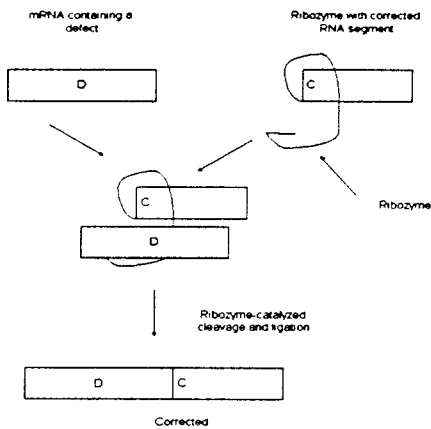 mRNA containing a
defect
Ribozyme with corrected
RNA segment
D
C
C
Ribozyme
D
Ribozyme-catalyzed
cleavage and ligation
D
C
Corrected